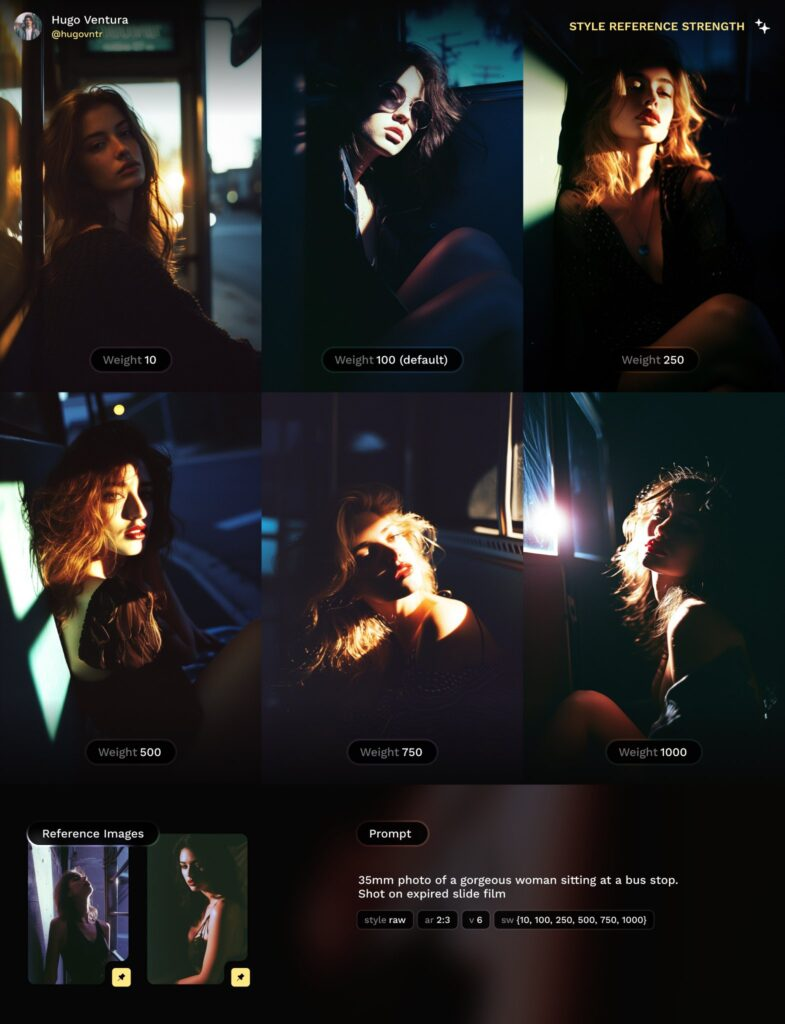 Hugo Ventura
@hugovntr
STYLE REFERENCE STRENGTH
Weight 10
Weight 100 (default)
Weight 250
Weight 500
Weight 750
Weight 1000
Reference Images
Prompt
35mm photo of a gorgeous woman sitting at a bus stop.
Shot on expired slide film
style raw
ar 2:3
v 6
sw {10, 100, 250, 500, 750, 1000}